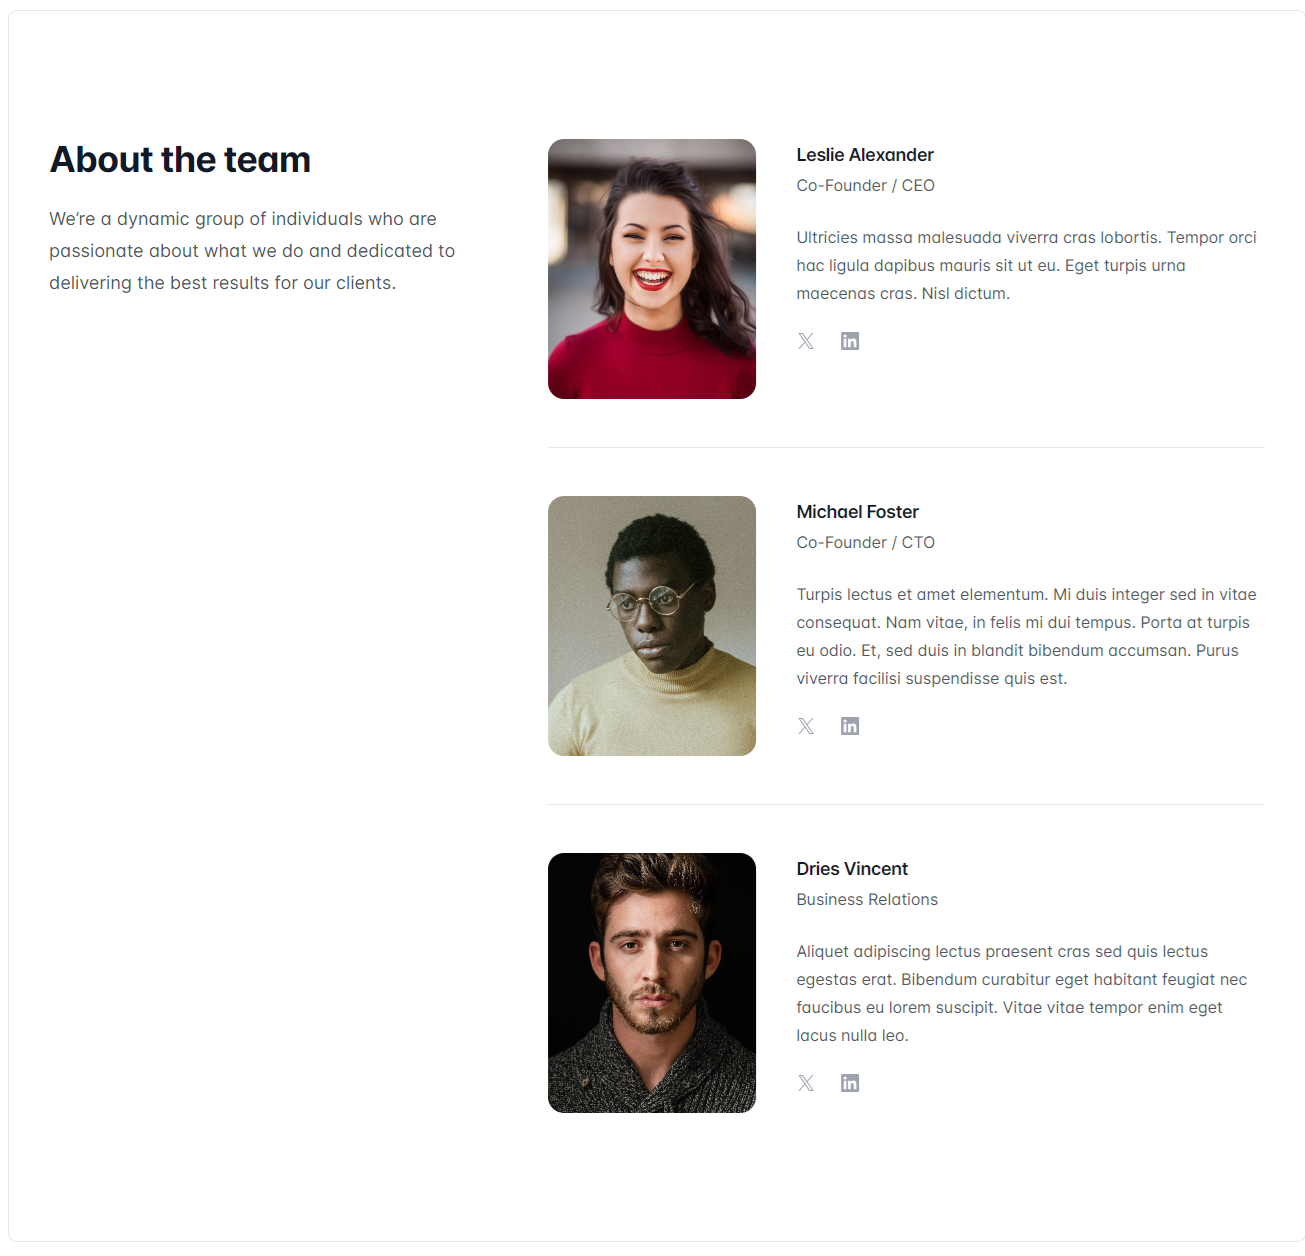 About the team
We’re a dynamic group of individuals who are
passionate about what we do and dedicated to
delivering the best results for our clients.
Leslie Alexander
Co-Founder / CEO
Ultricies massa malesuada viverra cras lobortis. Tempor orci
hac ligula dapibus mauris sit ut eu. Eget turpis urna
maecenas cras. Nisl dictum.
Michael Foster
Co-Founder / CTO
Turpis lectus et amet elementum. Mi duis integer sed in vitae
consequat. Nam vitae, in felis mi dui tempus. Porta at turpis
eu odio. Et, sed duis in blandit bibendum accumsan. Purus
viverra facilisi suspendisse quis est.
Dries Vincent
Business Relations
Aliquet adipiscing lectus praesent cras sed quis lectus
egestas erat. Bibendum curabitur eget habitant feugiat nec
faucibus eu lorem suscipit. Vitae vitae tempor enim eget
lacus nulla leo.